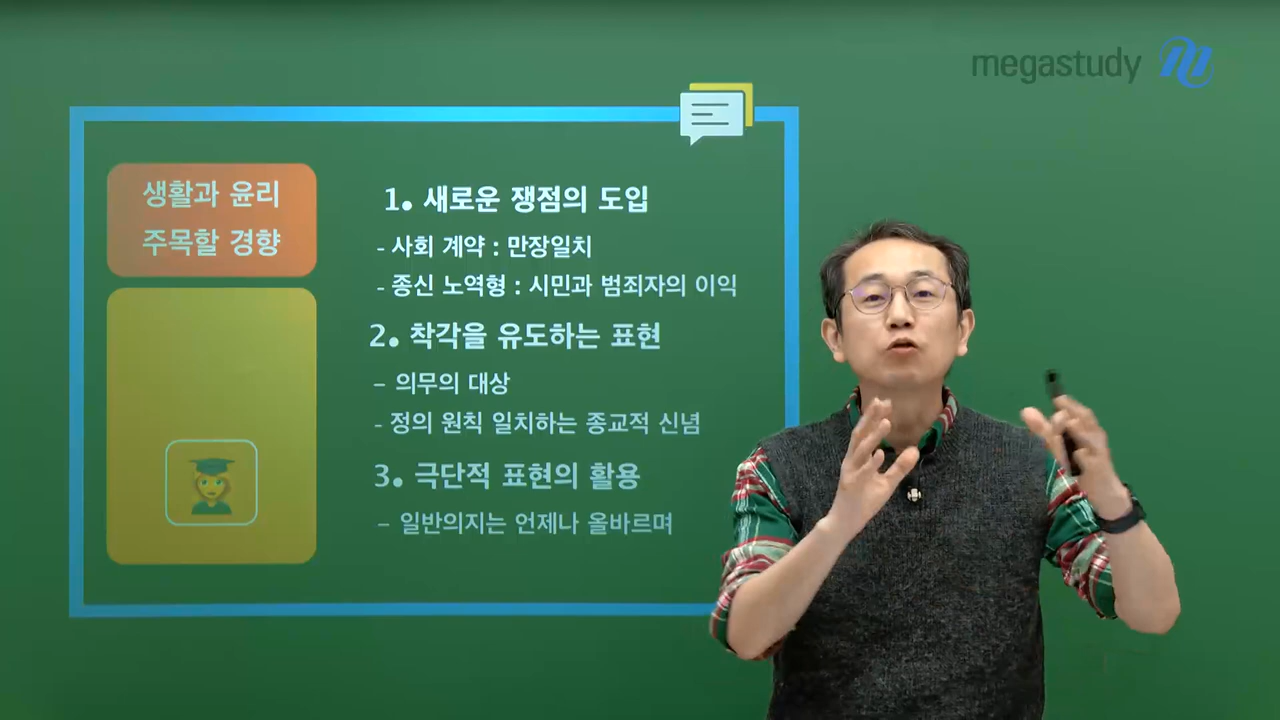 megastudy
생활과 윤리
주목할 경향
1. 새로운 쟁점의 도입
- 사회 계약 : 만장일치
- 종신 노역형 : 시민과 범죄자의 이익
2. 착각을 유도하는 표현
- 의무의 대상
- 정의 원칙 일치하는 종교적 신념
3. 극단적 표현의 활용
- 일반의지는 언제나 올바르며